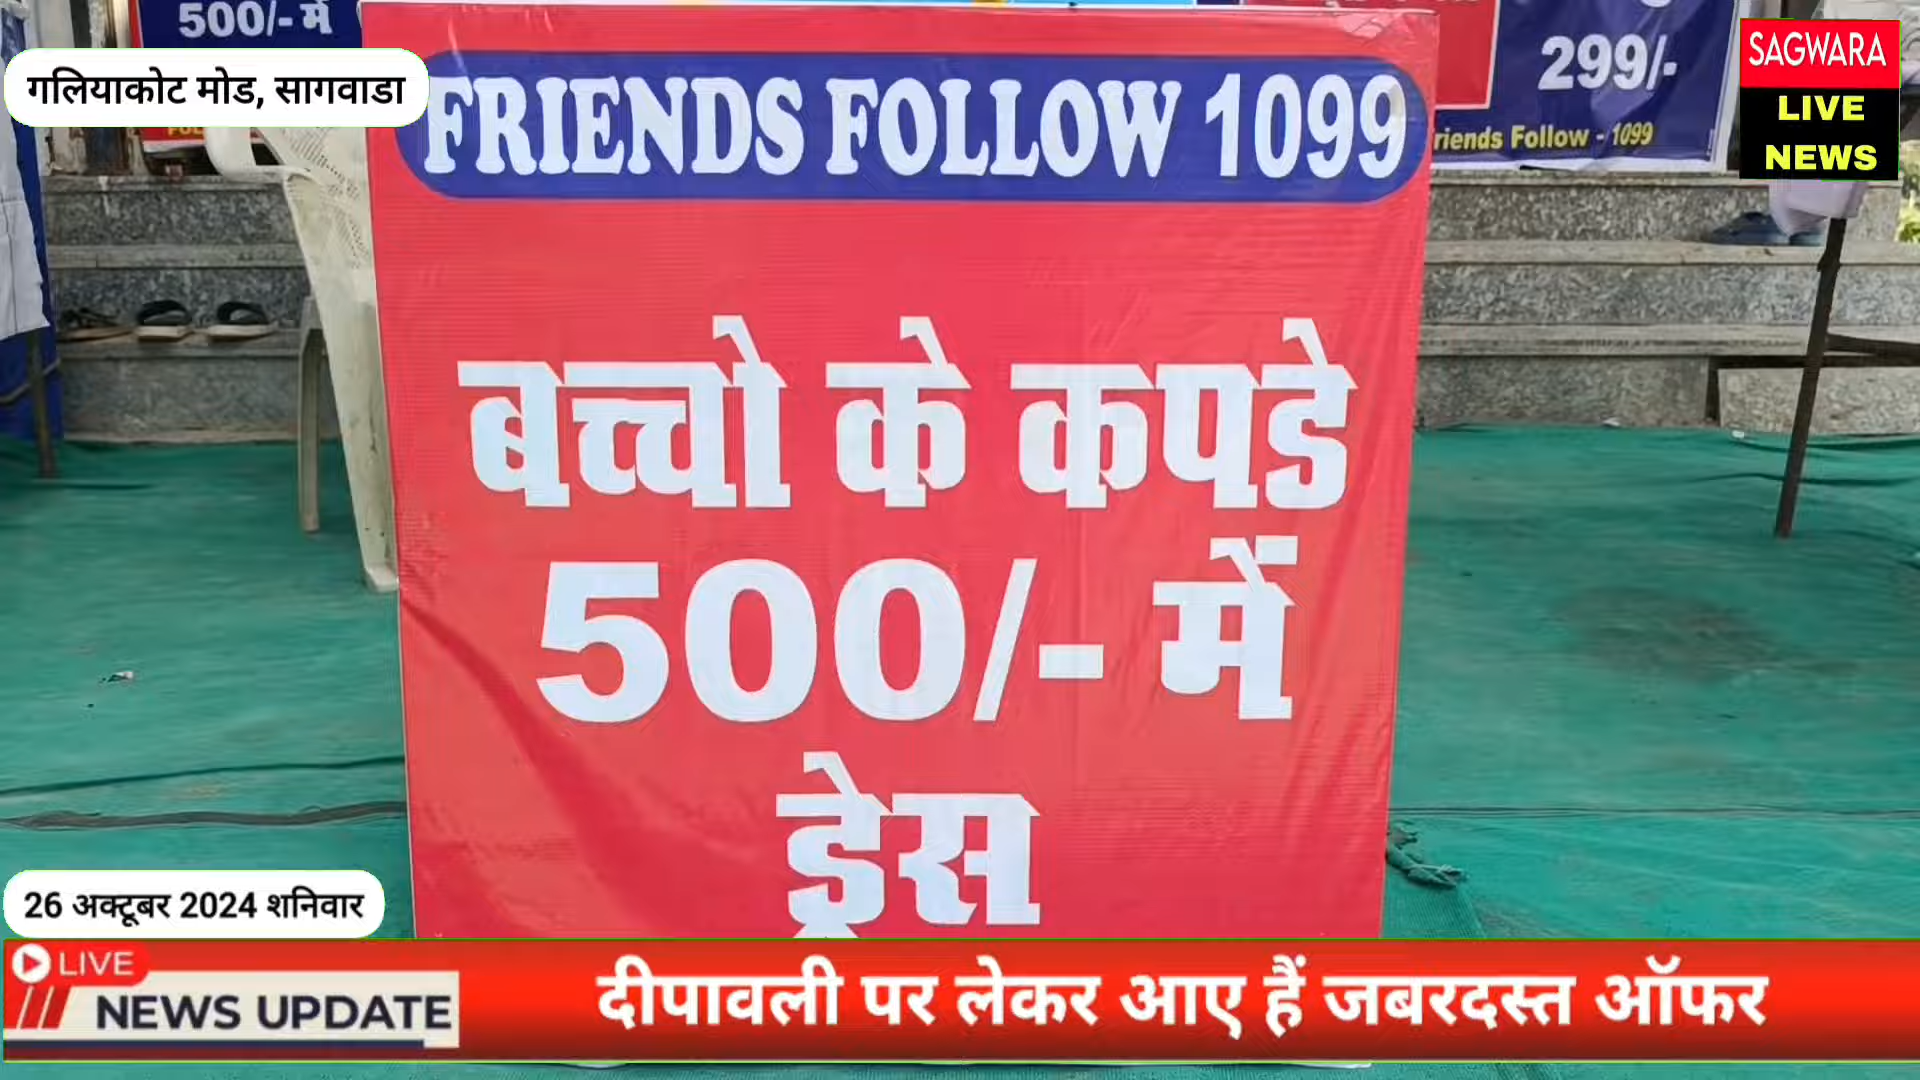 500/- में
गलियाकोट मोड, सागवाडा
FRIENDS FOLLOW 1099
299/-
riends Follow - 1099
SAGWARA
LIVE
NEWS
बच्चो के कपडे
500/- में
ड्रेस
26 अक्टूबर 2024 शनिवार
LIVE
NEWS UPDATE
दीपावली पर लेकर आए हैं जबरदस्त ऑफर